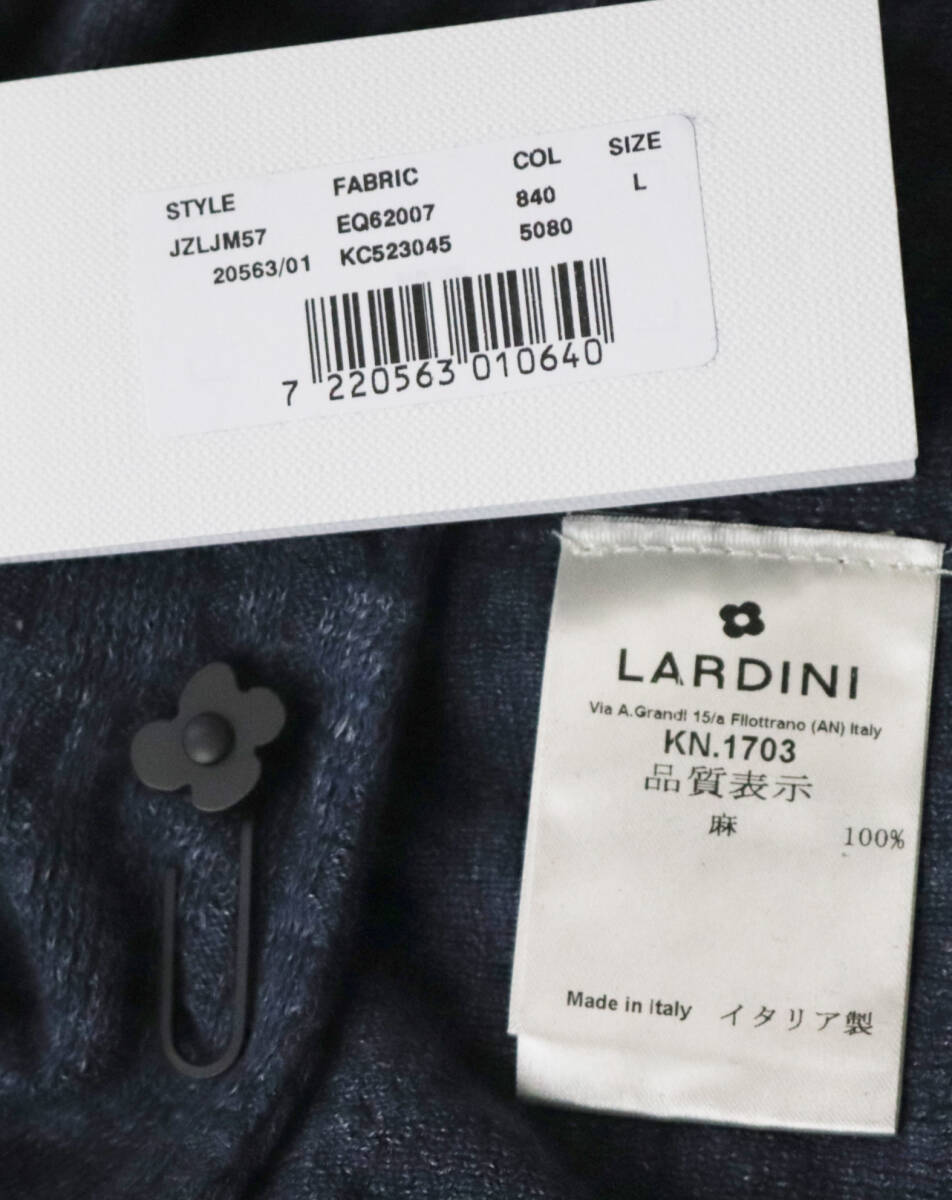 STYLE FABRIC COL SIZE
JZLJM57 EQ62007 840 L
20563/01 KC523045 5080
7 220563 010640
LARDINI
Via A.Grandi 15/a Filottrano (AN) Italy
KN.1703
品質表示
麻 100%
Made in Italy イタリア製